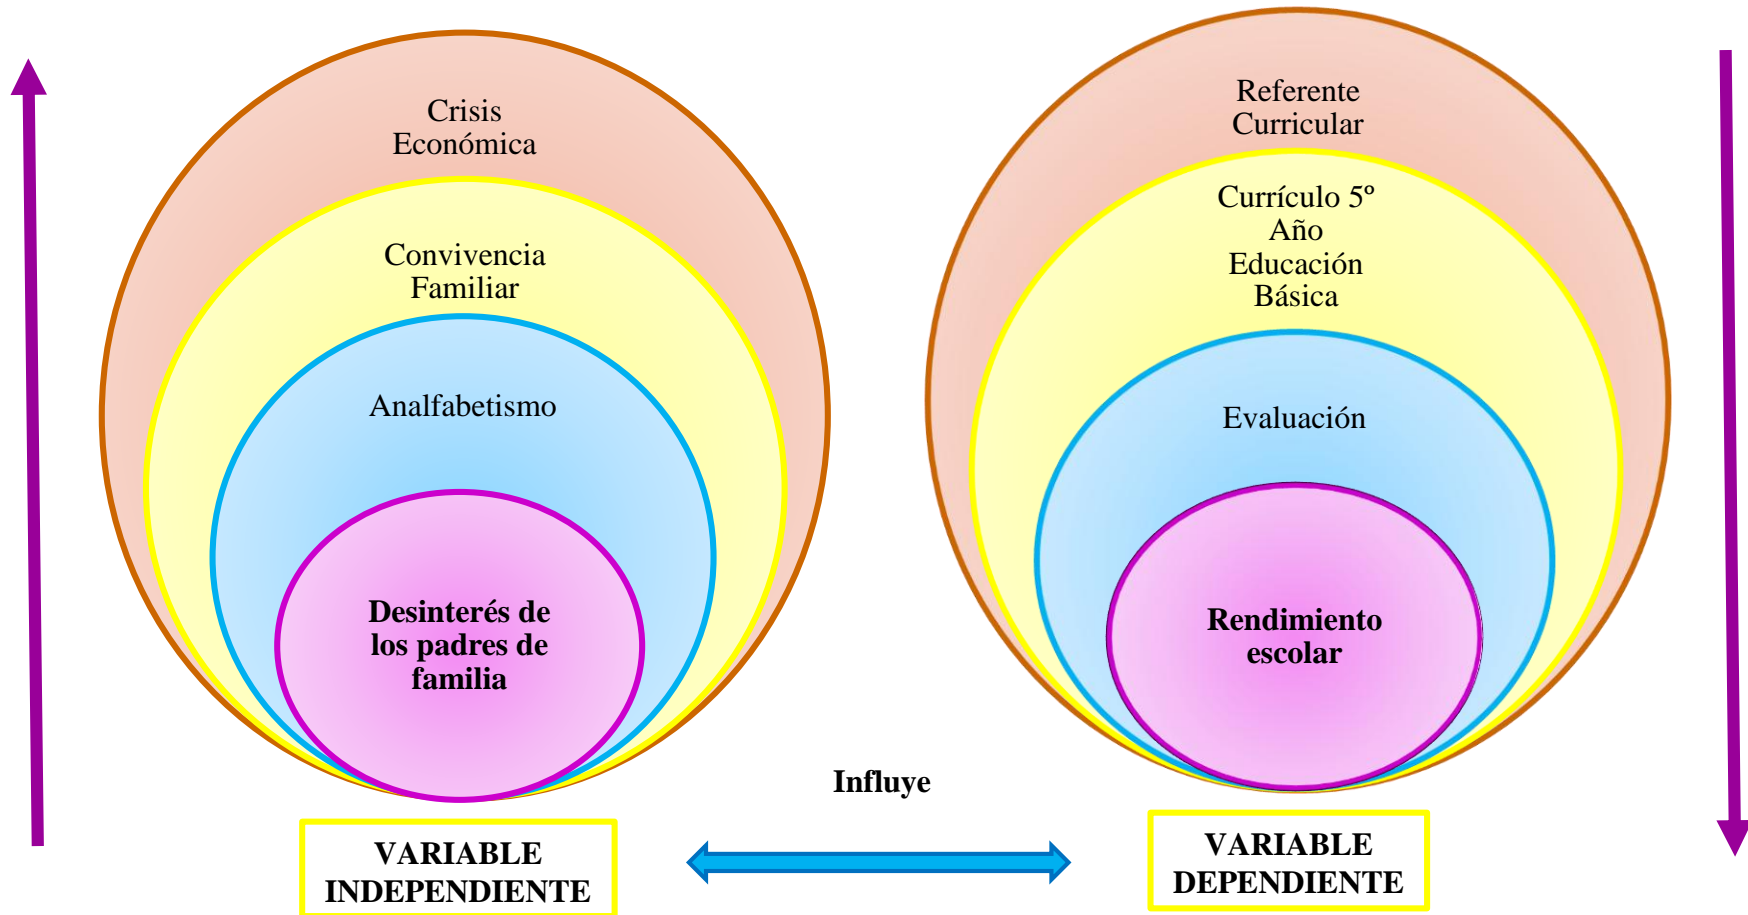 Crisis
Económica
Convivencia
Familiar
Analfabetismo
Desinterés de
los padres de
familia
VARIABLE
INDEPENDIENTE
Influye
Referente
Curricular
Currículo 5º
Año
Educación
Básica
Evaluación
Rendimiento
escolar
VARIABLE
DEPENDIENTE